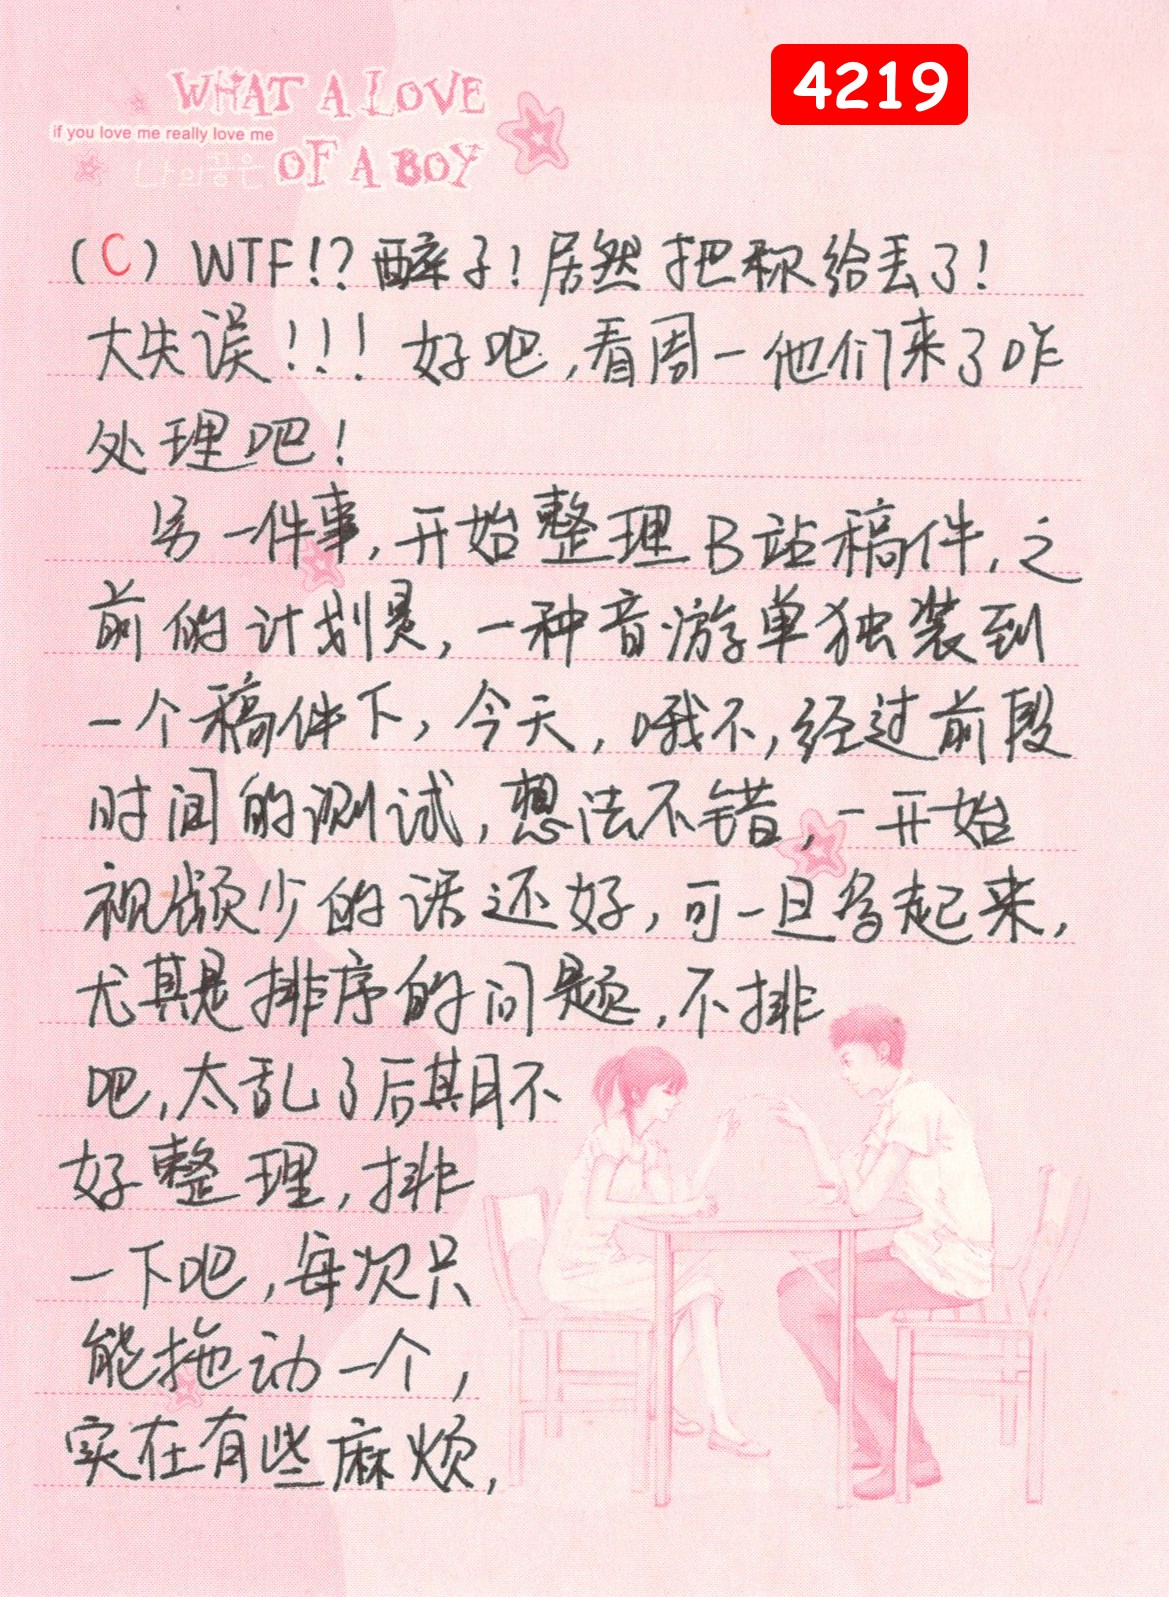 4219
WHAT A LOVE
if you love me really love me
OF A BOY
(C) WTF!?醉了!居然把称给丢了!
大失误!!!好吧,看周一他们来了咋
处理吧!
另一件事,开始整理B站稿件,之
前的计划是,一种音游单独装到
一个稿件下,今天,哦不,经过前段
时间的测试,想法不错,一开始
视频少的话还好,可一旦多起来,
尤其是排序的问题,不排
吧,太乱了后期不
好整理,排
一下吧,每次只
能拖动一个,
实在有些麻烦,